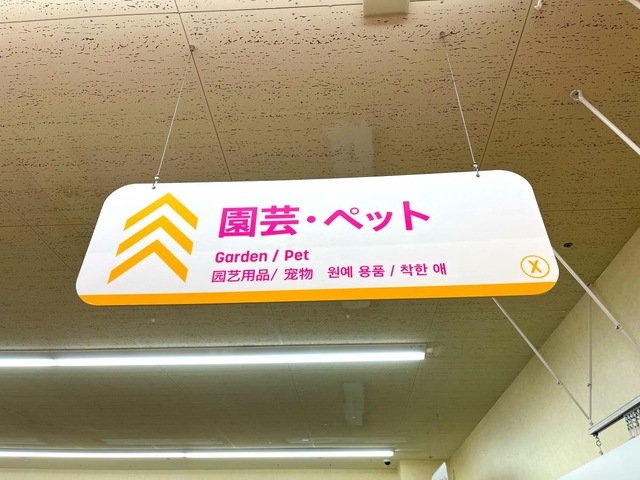 園芸・ペット
Garden / Pet
园艺用品/ 宠物 원예 용품 / 착한 애
X